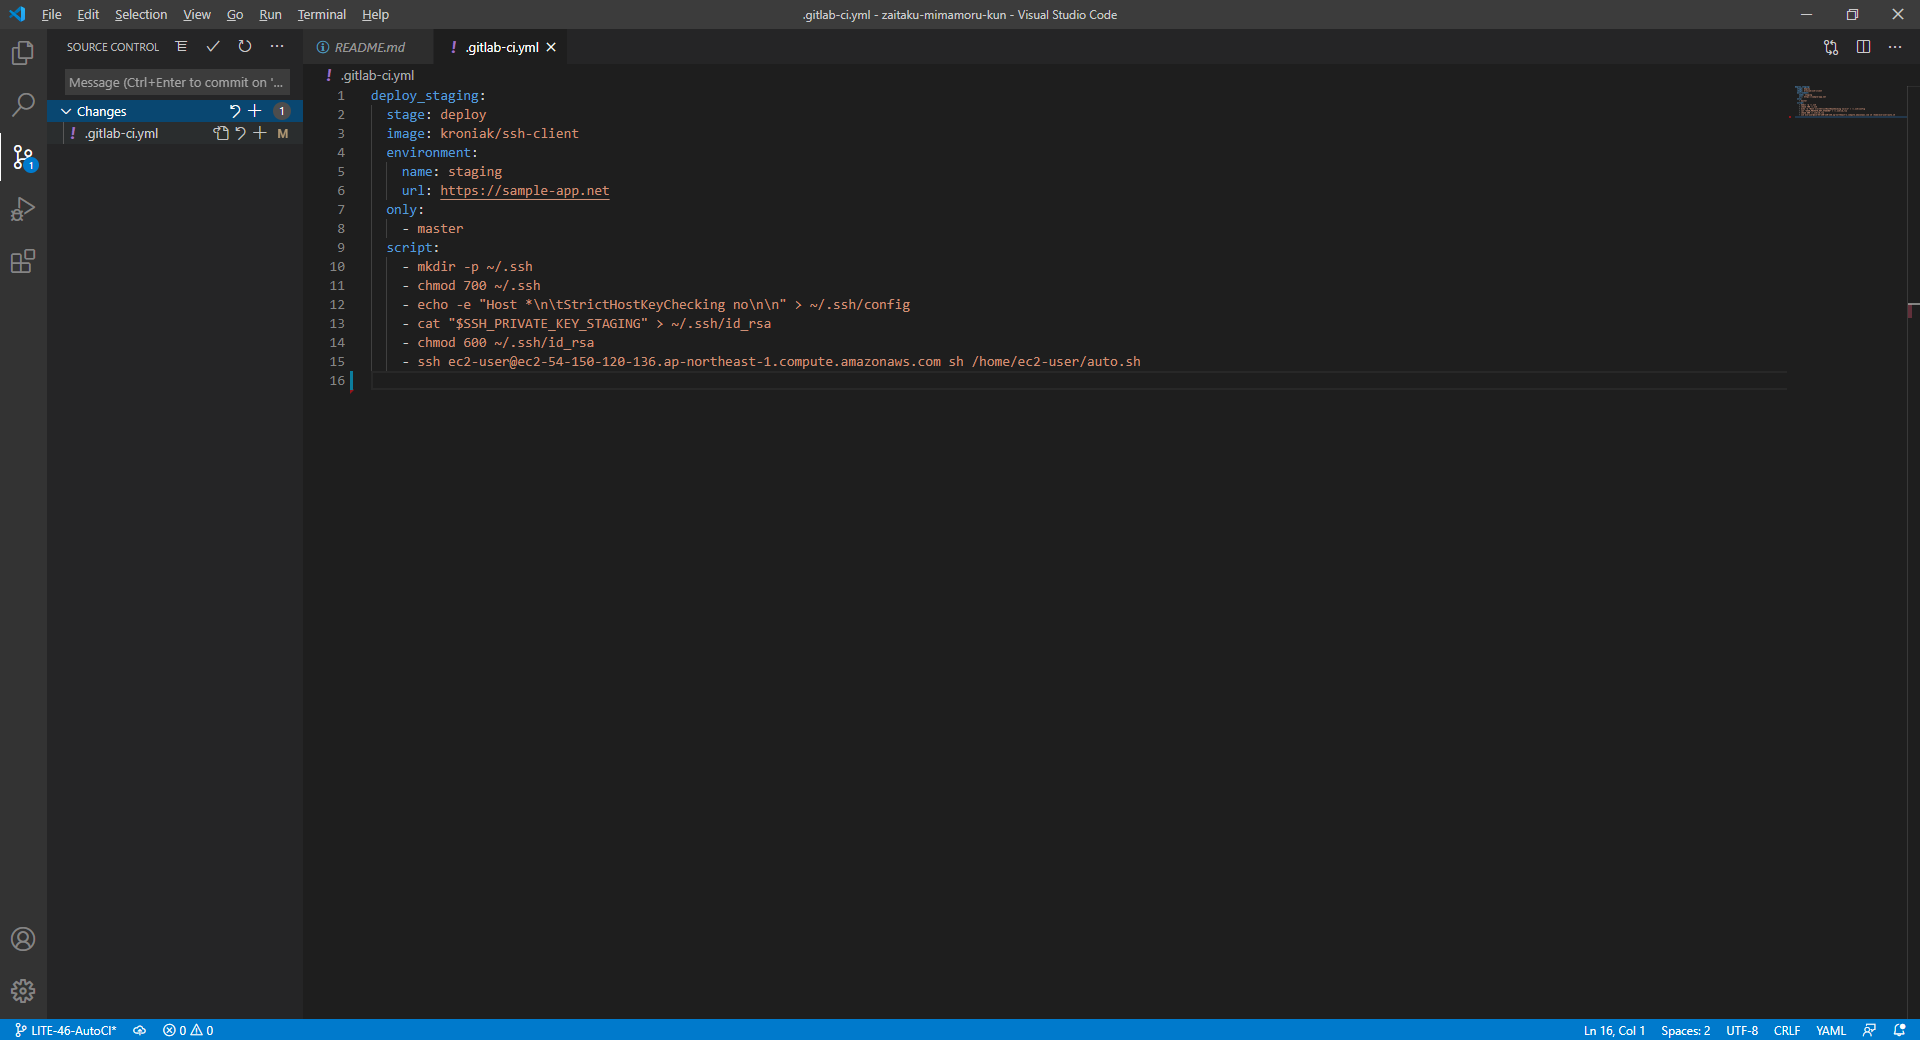 File Edit Selection View Go Run Terminal Help
.gitlab-ci.yml - zaitaku-mimamoru-kun - Visual Studio Code
SOURCE CONTROL
README.md
.gitlab-ci.yml
Message (Ctrl+Enter to commit on '...
.gitlab-ci.yml
Changes 1
.gitlab-ci.yml M
1
1 deploy_staging:
2 stage: deploy
3 image: kroniak/ssh-client
4 environment:
5 name: staging
6 url: https://sample-app.net
7 only:
8 - master
9 script:
10 - mkdir -p ~/.ssh
11 - chmod 700 ~/.ssh
12 - echo -e "Host *\n\tStrictHostKeyChecking no\n\n" > ~/.ssh/config
13 - cat "$SSH_PRIVATE_KEY_STAGING" > ~/.ssh/id_rsa
14 - chmod 600 ~/.ssh/id_rsa
15 - ssh ec2-user@ec2-54-150-120-136.ap-northeast-1.compute.amazonaws.com sh /home/ec2-user/auto.sh
16
LITE-46-AutoCI* 0 0
Ln 16, Col 1 Spaces: 2 UTF-8 CRLF YAML